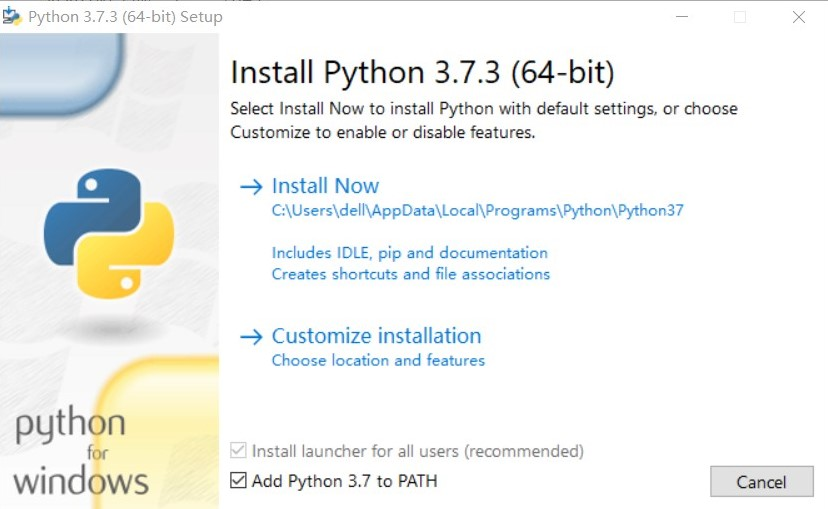 Python 3.7.3 (64-bit) Setup
Install Python 3.7.3 (64-bit)
Select Install Now to install Python with default settings, or choose
Customize to enable or disable features.
Install Now
C:\Users\dell\AppData\Local\Programs\Python\Python37
Includes IDLE, pip and documentation
Creates shortcuts and file associations
Customize installation
Choose location and features
python
for
windows
Install launcher for all users (recommended)
Add Python 3.7 to PATH
Cancel